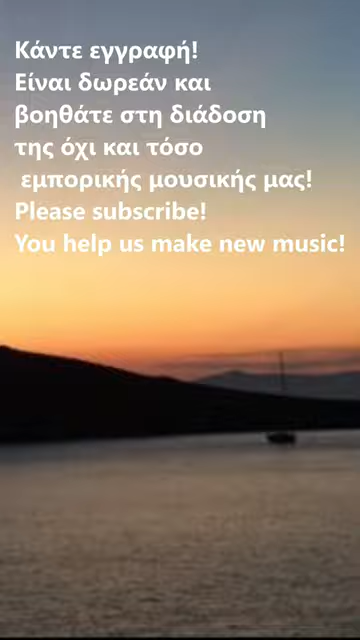 Κάντε εγγραφή!
Είναι δωρεάν και
βοηθάτε στη διάδοση
της όχι και τόσο
εμπορικής μουσικής μας!
Please subscribe!
You help us make new music!